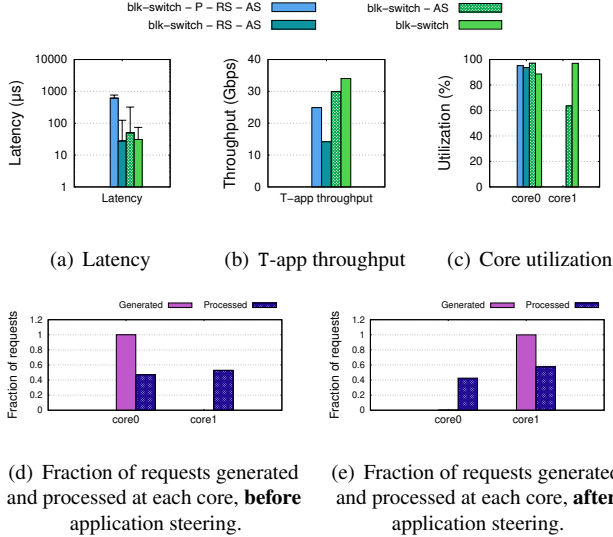 blk-switch - P - RS - AS
blk-switch - AS
blk-switch - RS - AS
blk-switch
Latency (µs)
10000
1000
100
10
1
Latency
Throughput (Gbps)
40
30
20
10
0
T-app throughput
Utilization (%)
100
80
60
40
20
0
core0 core1
(a) Latency
(b) T-app throughput
(c) Core utilization
Generated Processed
Fraction of requests
1.2
1
0.8
0.6
0.4
0.2
0
core0 core1
Generated Processed
Fraction of requests
1.2
1
0.8
0.6
0.4
0.2
0
core0 core1
(d) Fraction of requests generated
and processed at each core, before
application steering.
(e) Fraction of requests generated
and processed at each core, after
application steering.